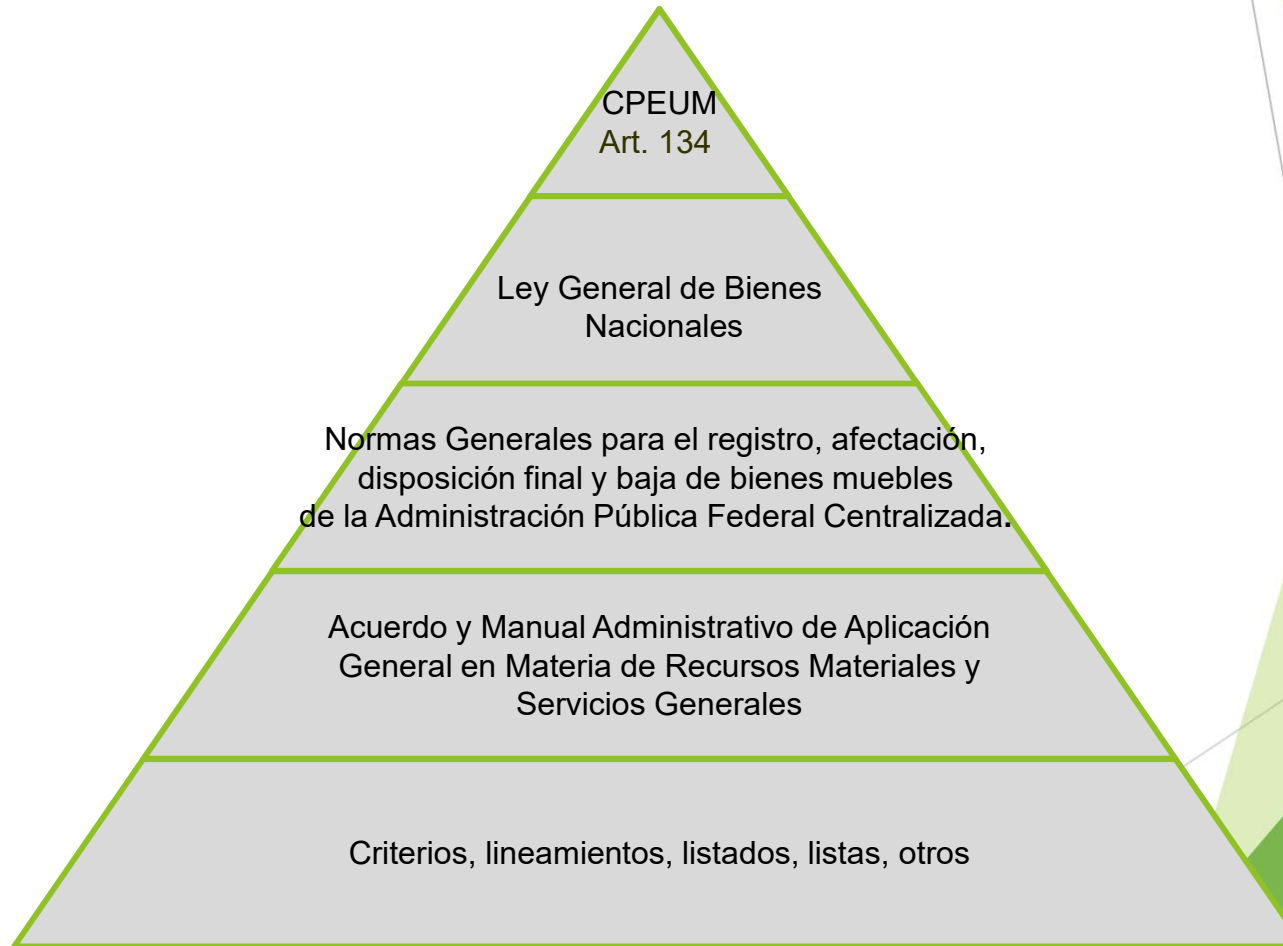 CPEUM
Art. 134
Ley General de Bienes
Nacionales
Normas Generales para el registro, afectación,
disposición final y baja de bienes muebles
de la Administración Pública Federal Centralizada.
Acuerdo y Manual Administrativo de Aplicación
General en Materia de Recursos Materiales y
Servicios Generales
Criterios, lineamientos, listados, listas, otros